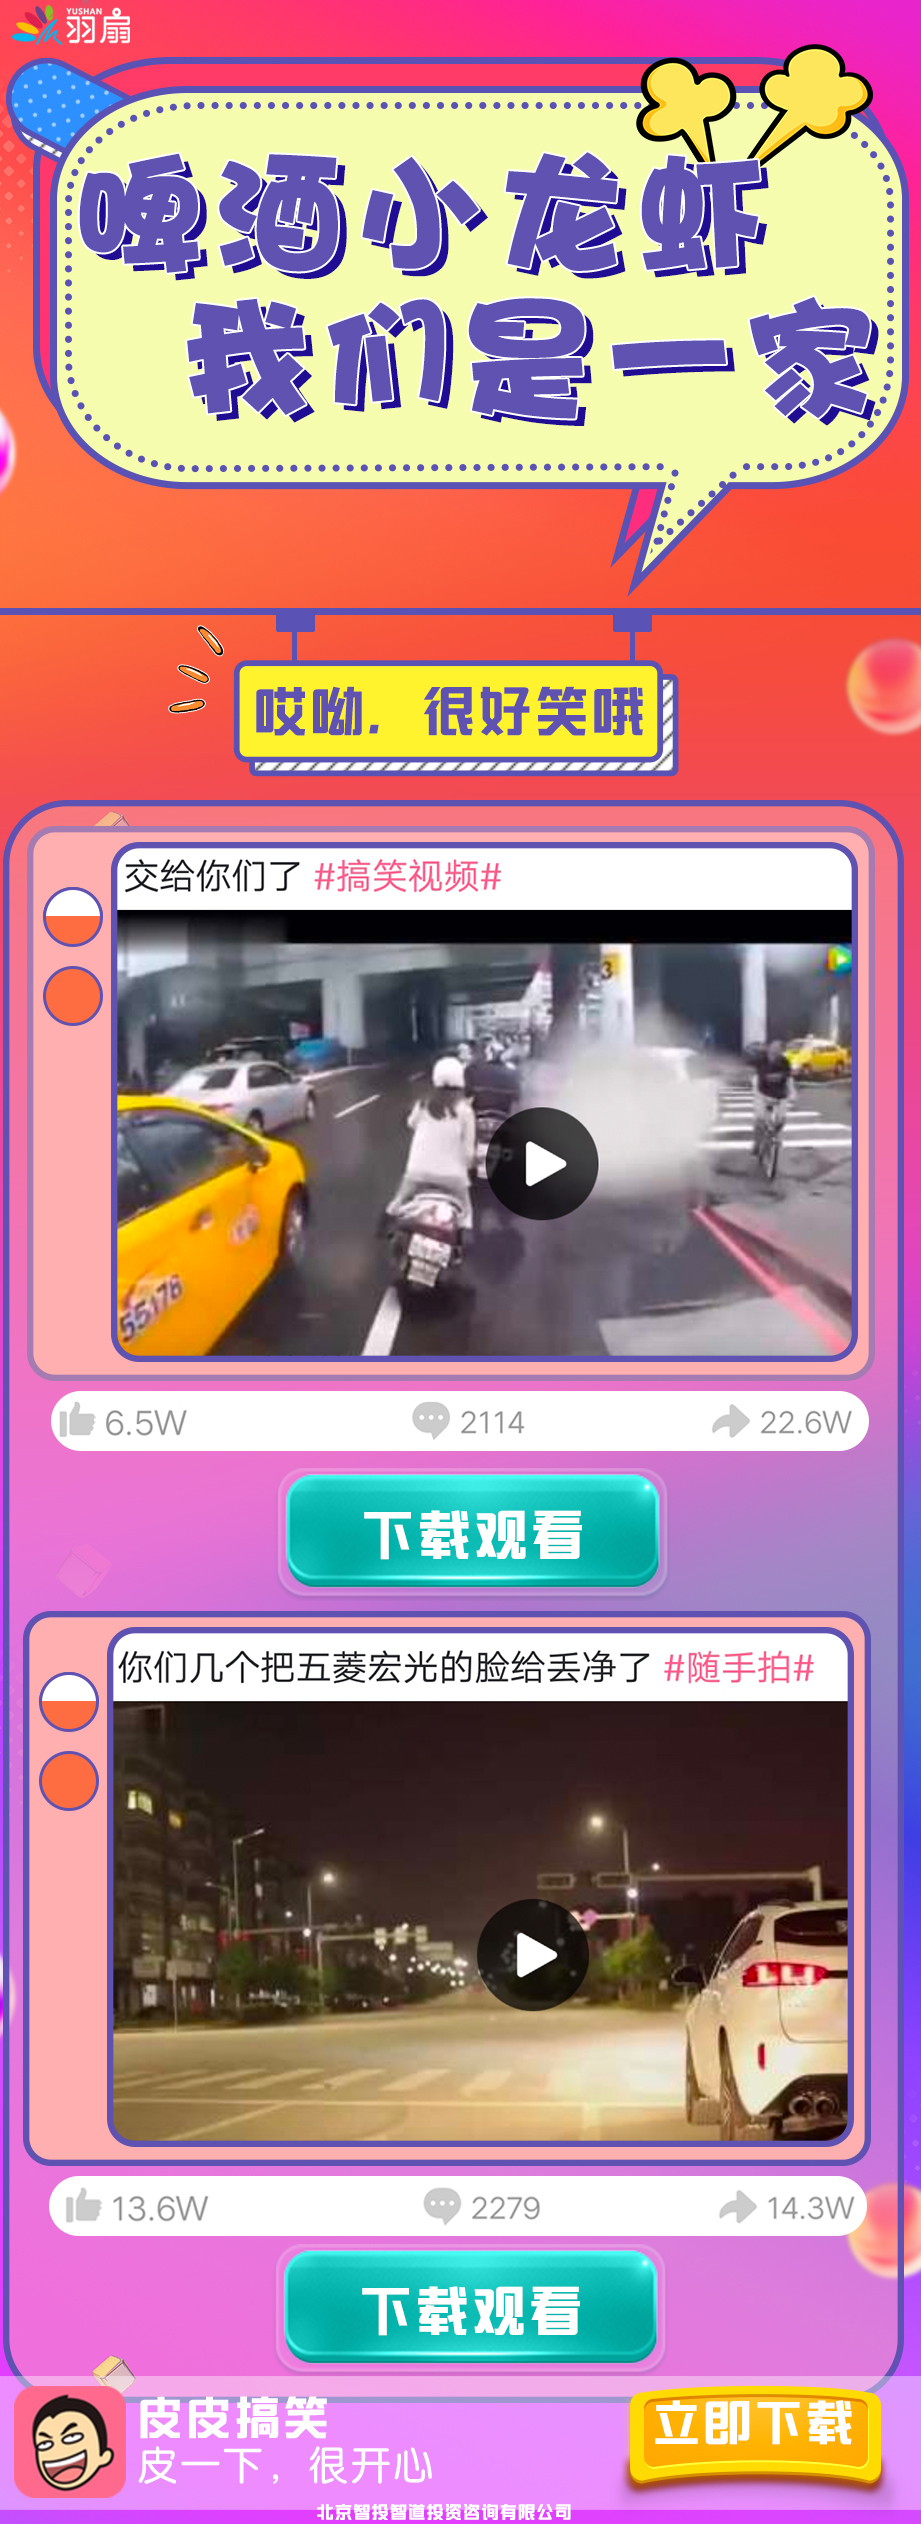 YUSHAN
羽扇
啤酒小龙虾
我们是一家
哎呦，很好笑哦
交给你们了 #搞笑视频#
3
55178
6.5W 2114 22.6W
下载观看
你们几个把五菱宏光的脸给丢净了 #随手拍#
13.6W 2279 14.3W
下载观看
皮皮搞笑
皮一下，很开心
立即下载
北京智投智道投资咨询有限公司